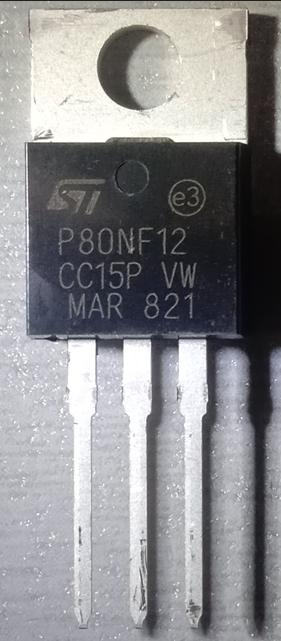 ST e3
P80NF12
CC15P VW
MAR 821